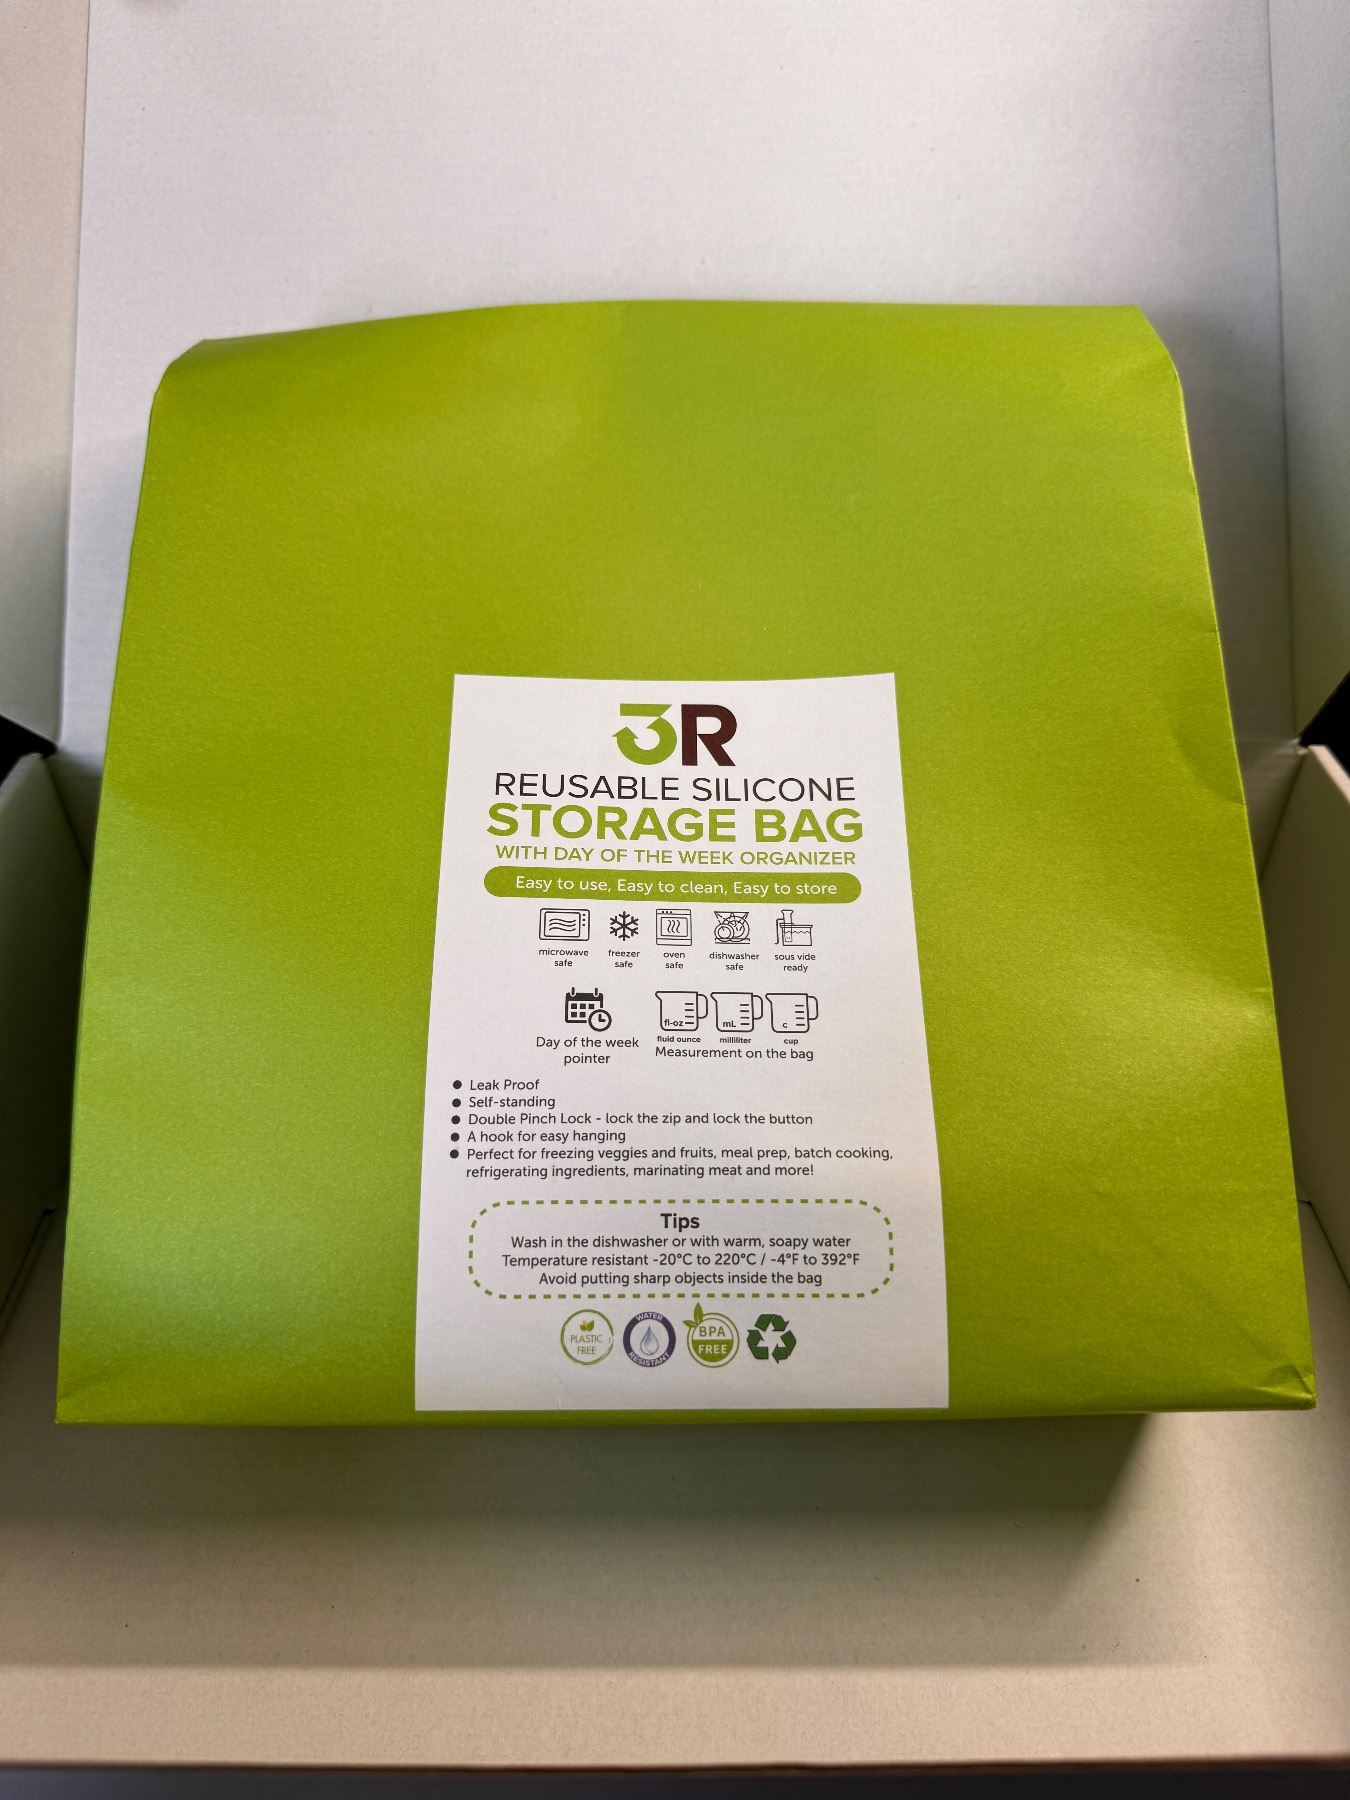 3R
REUSABLE SILICONE
STORAGE BAG
WITH DAY OF THE WEEK ORGANIZER
Easy to use, Easy to clean, Easy to store
microwave safe
freezer safe
oven safe
dishwasher safe
sous vide ready
Day of the week
pointer
fl-oz
mL
c
fluid ounce
milliliter
cup
Measurement on the bag
● Leak Proof
● Self-standing
● Double Pinch Lock - lock the zip and lock the button
● A hook for easy hanging
● Perfect for freezing veggies and fruits, meal prep, batch cooking,
refrigerating ingredients, marinating meat and more!
Tips
Wash in the dishwasher or with warm, soapy water
Temperature resistant -20°C to 220°C / -4°F to 392°F
Avoid putting sharp objects inside the bag
PLASTIC
FREE
WATER
RESISTANT
BPA
FREE